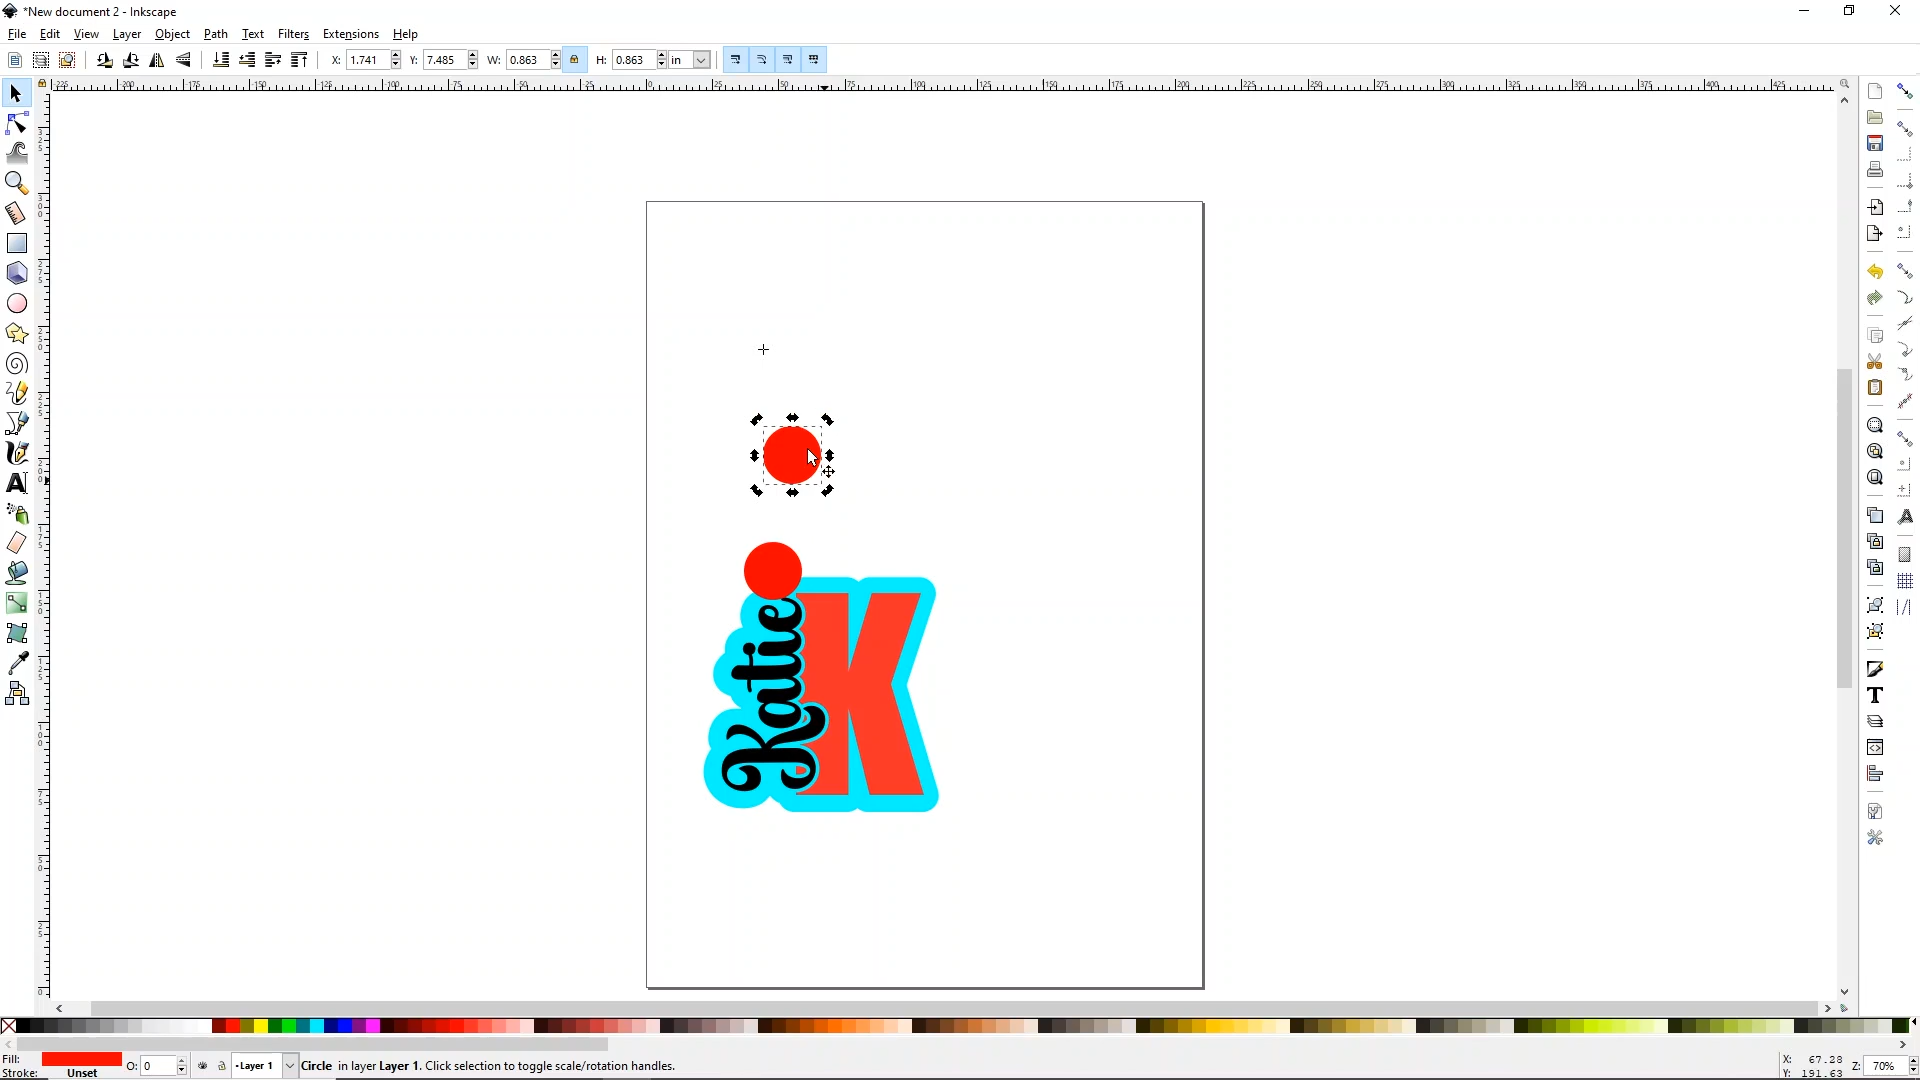 *New document 2 - Inkscape
File Edit View Layer Object Path Text Filters Extensions Help
X: 1.741 Y: 7.485 W: 0.863 H: 0.863 in
Katie
K
Fill:
Stroke: Unset
O: 0
•Layer 1
Circle in layer Layer 1. Click selection to toggle scale/rotation handles.
X: 67.28
Y: 191.63
Z: 70%